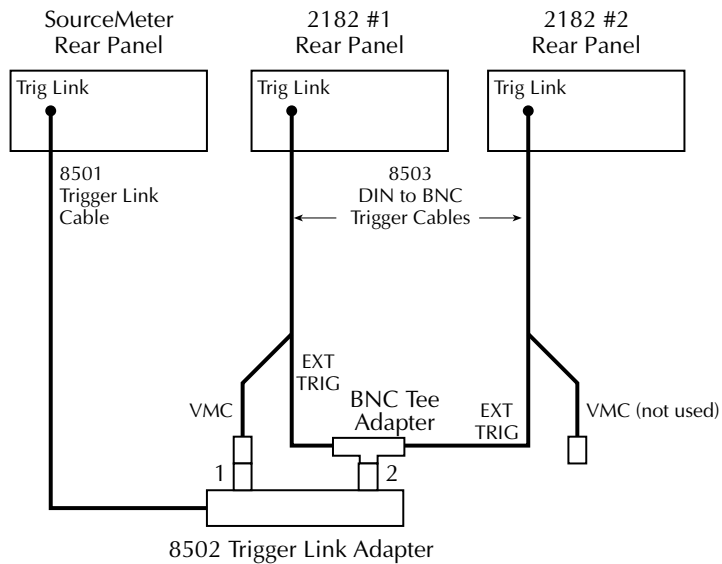 SourceMeter
Rear Panel
2182 #1
Rear Panel
2182 #2
Rear Panel
Trig Link
Trig Link
Trig Link
8501
Trigger Link
Cable
8503
DIN to BNC
Trigger Cables
EXT
TRIG
VMC
BNC Tee
Adapter
EXT
TRIG
VMC (not used)
1
2
8502 Trigger Link Adapter